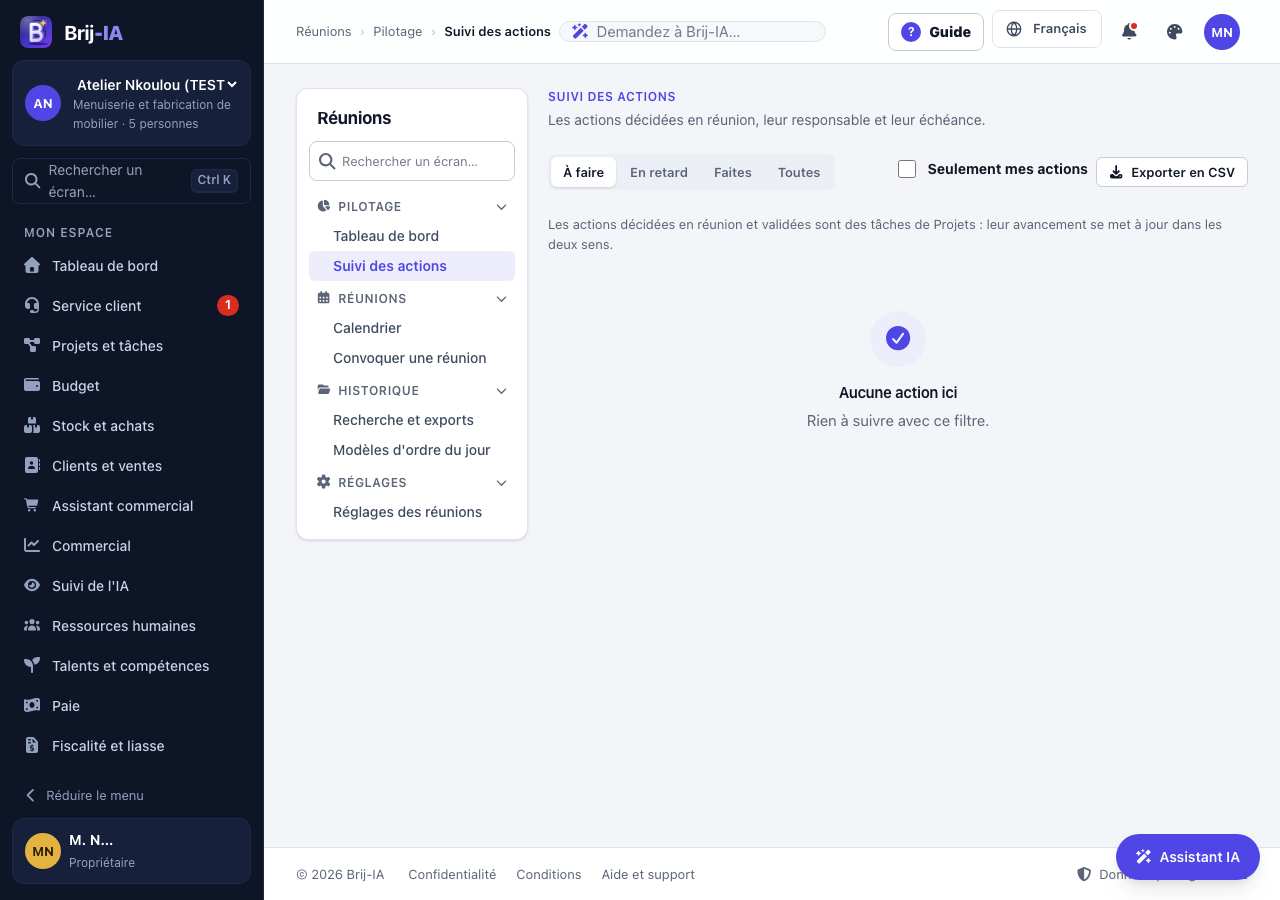 Brij-IA
AN
Atelier Nkoulou (TEST
Menuiserie et fabrication de
mobilier · 5 personnes
Rechercher un
écran...
Ctrl K
MON ESPACE
Tableau de bord
Service client
1
Projets et tâches
Budget
Stock et achats
Clients et ventes
Assistant commercial
Commercial
Suivi de l'IA
Ressources humaines
Talents et compétences
Paie
Fiscalité et liasse
Réduire le menu
MN
M. N...
Propriétaire
Réunions › Pilotage › Suivi des actions
Demandez à Brij-IA...
? Guide
Français
MN
Réunions
Rechercher un écran...
PILOTAGE
Tableau de bord
Suivi des actions
RÉUNIONS
Calendrier
Convoquer une réunion
HISTORIQUE
Recherche et exports
Modèles d'ordre du jour
RÉGLAGES
Réglages des réunions
SUIVI DES ACTIONS
Les actions décidées en réunion, leur responsable et leur échéance.
À faire
En retard
Faites
Toutes
Seulement mes actions
Exporter en CSV
Les actions décidées en réunion et validées sont des tâches de Projets : leur avancement se met à jour dans les
deux sens.
Aucune action ici
Rien à suivre avec ce filtre.
© 2026 Brij-IA
Confidentialité
Conditions
Aide et support
Assistant IA